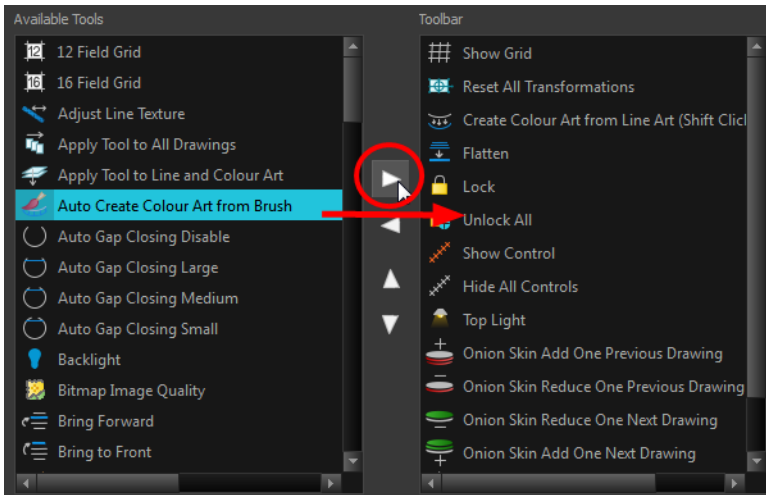 Available Tools
12 12 Field Grid
16 16 Field Grid
Adjust Line Texture
Apply Tool to All Drawings
Apply Tool to Line and Colour Art
Auto Create Colour Art from Brush
Auto Gap Closing Disable
Auto Gap Closing Large
Auto Gap Closing Medium
Auto Gap Closing Small
Backlight
Bitmap Image Quality
Bring Forward
Bring to Front
Toolbar
Show Grid
Reset All Transformations
Create Colour Art from Line Art (Shift Clic
Flatten
Lock
Unlock All
Show Control
Hide All Controls
Top Light
Onion Skin Add One Previous Drawing
Onion Skin Reduce One Previous Drawing
Onion Skin Reduce One Next Drawing
Onion Skin Add One Next Drawing